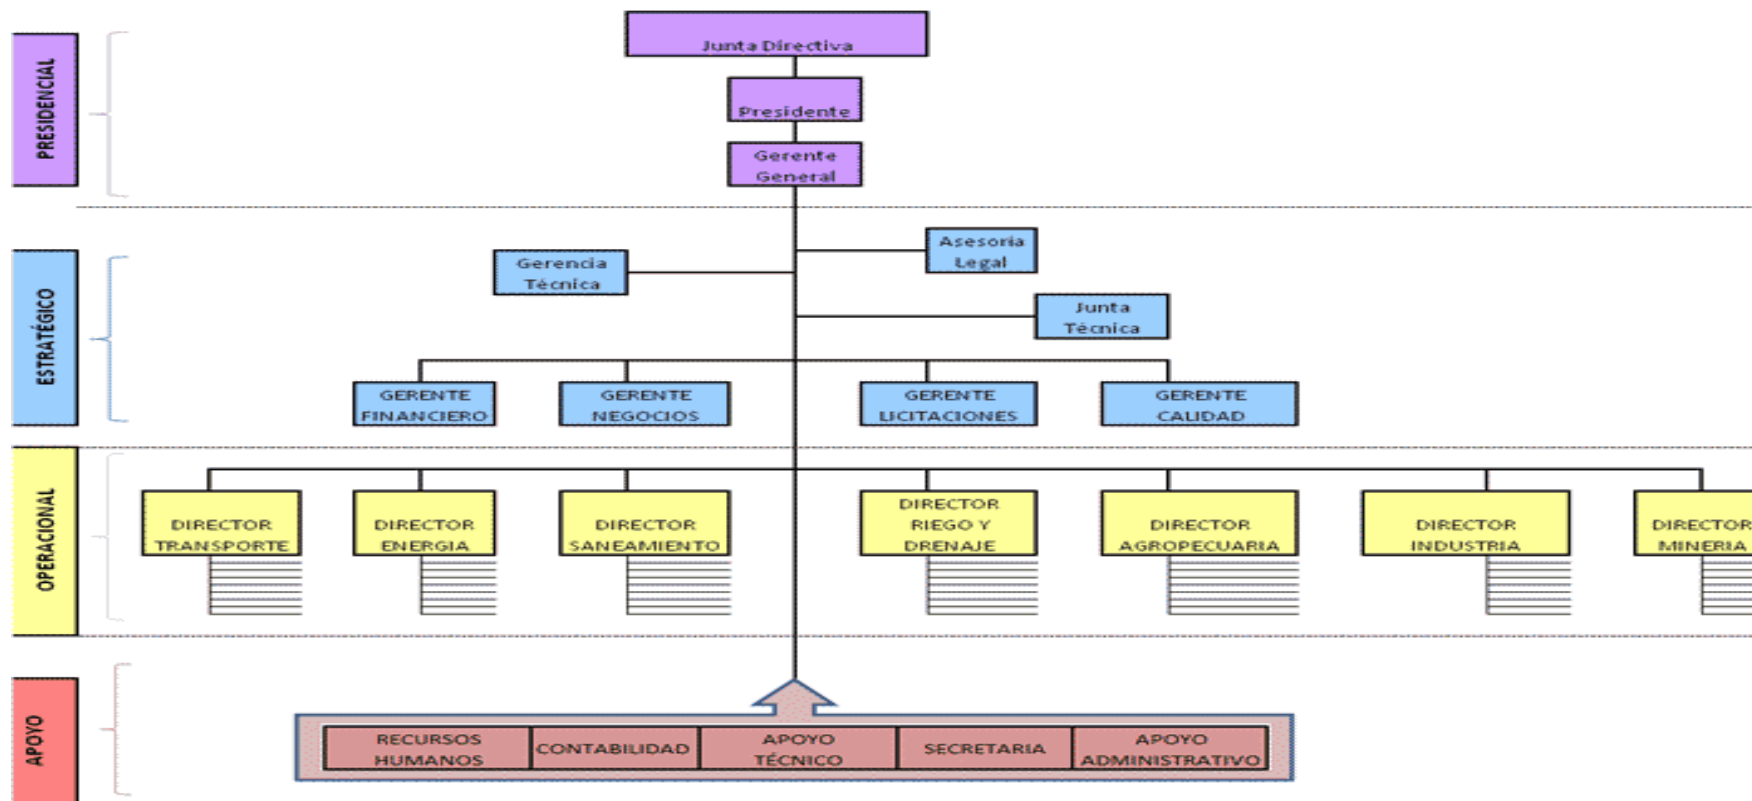 PRESIDENCIAL
Junta Directiva
Presidente
Gerente
General
ESTRATÉGICO
Asesoria
Legal
Gerencia
Técnica
Junta
Técnica
GERENTE
FINANCIERO
GERENTE
NEGOCIOS
GERENTE
LICITACIONES
GERENTE
CALIDAD
OPERACIONAL
DIRECTOR
TRANSPORTE
DIRECTOR
ENERGIA
DIRECTOR
SANEAMIENTO
DIRECTOR
RIEGO Y
DRENAJE
DIRECTOR
AGROPECUARIA
DIRECTOR
INDUSTRIA
DIRECTOR
MINERIA
APOYO
RECURSOS
HUMANOS
CONTABILIDAD
APOYO
TÉCNICO
SECRETARIA
APOYO
ADMINISTRATIVO